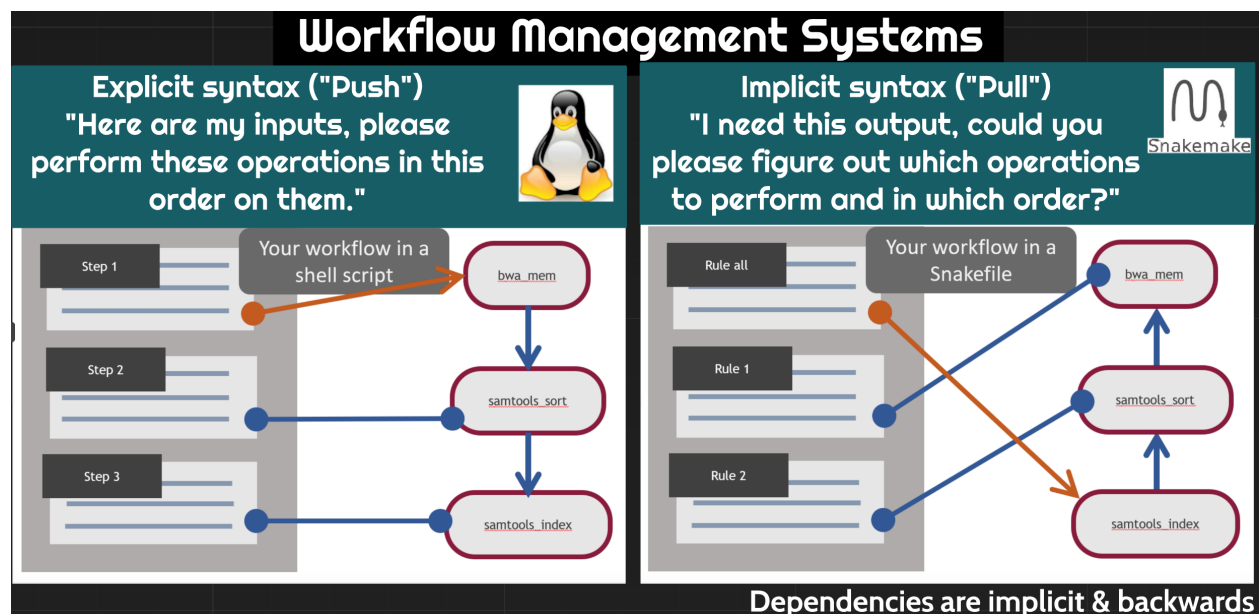 Workflow Management Systems
Explicit syntax ("Push")
"Here are my inputs, please
perform these operations in this
order on them."
Step 1
Your workflow in a
shell script
bwa_mem
Step 2
samtools_sort
Step 3
samtools_index
Implicit syntax ("Pull")
"I need this output, could you
please figure out which operations
to perform and in which order?"
Snakemake
Rule all
Your workflow in a
Snakefile
bwa_mem
Rule 1
samtools_sort
Rule 2
samtools_index
Dependencies are implicit & backwards